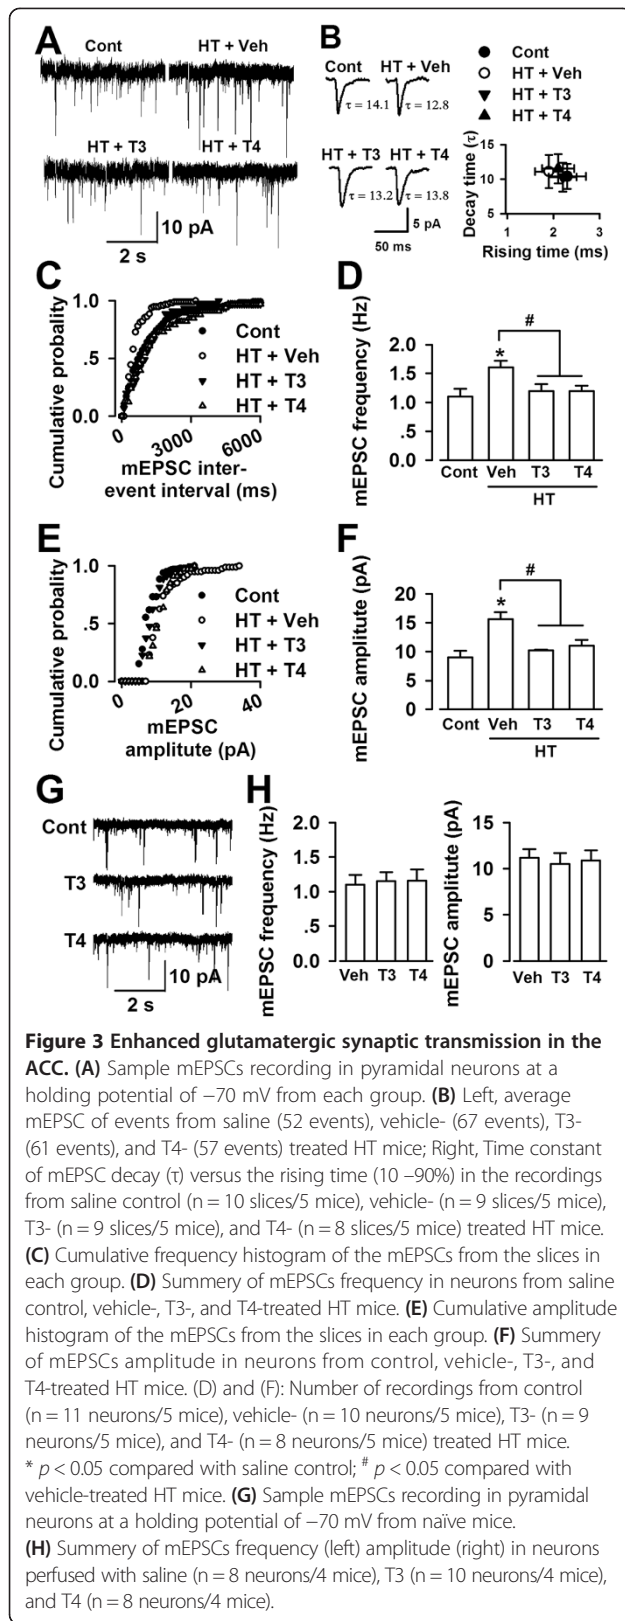 A
Cont
HT + Veh
HT + T3
HT + T4
10 pA
2 s
B
Cont
HT + Veh
τ = 14.1
τ = 12.8
HT + T3
HT + T4
τ = 13.2
τ = 13.8
5 pA
50 ms
Cont
HT + Veh
HT + T3
HT + T4
Decay time (τ)
15
10
5
1
2
3
Rising time (ms)
C
Cumulative probality
1.0
.5
0.0
0
3000
6000
mEPSC inter-
event interval (ms)
Cont
HT + Veh
HT + T3
HT + T4
D
mEPSC frequency (Hz)
2.0
1.5
1.0
.5
0.0
*
#
Cont
Veh
T3
T4
HT
E
Cumulative probality
1.0
.5
0.0
0
20
40
mEPSC
amplitude (pA)
Cont
HT + Veh
HT + T3
HT + T4
F
mEPSC amplitude (pA)
20
15
10
5
0
*
#
Cont
Veh
T3
T4
HT
G
Cont
T3
T4
10 pA
2 s
H
mEPSC frequency (Hz)
2.0
1.5
1.0
.5
0.0
Veh
T3
T4
mEPSC amplitude (pA)
15
10
5
0
Veh
T3
T4
Figure 3 Enhanced glutamatergic synaptic transmission in the
ACC. (A) Sample mEPSCs recording in pyramidal neurons at a
holding potential of −70 mV from each group. (B) Left, average
mEPSC of events from saline (52 events), vehicle- (67 events), T3-
(61 events), and T4- (57 events) treated HT mice; Right, Time constant
of mEPSC decay (τ) versus the rising time (10 –90%) in the recordings
from saline control (n = 10 slices/5 mice), vehicle- (n = 9 slices/5 mice),
T3- (n = 9 slices/5 mice), and T4- (n = 8 slices/5 mice) treated HT mice.
(C) Cumulative frequency histogram of the mEPSCs from the slices in
each group. (D) Summery of mEPSCs frequency in neurons from saline
control, vehicle-, T3-, and T4-treated HT mice. (E) Cumulative amplitude
histogram of the mEPSCs from the slices in each group. (F) Summery
of mEPSCs amplitude in neurons from control, vehicle-, T3-, and
T4-treated HT mice. (D) and (F): Number of recordings from control
(n = 11 neurons/5 mice), vehicle- (n = 10 neurons/5 mice), T3- (n = 9
neurons/5 mice), and T4- (n = 8 neurons/5 mice) treated HT mice.
* p < 0.05 compared with saline control; # p < 0.05 compared with
vehicle-treated HT mice. (G) Sample mEPSCs recording in pyramidal
neurons at a holding potential of −70 mV from naïve mice.
(H) Summery of mEPSCs frequency (left) amplitude (right) in neurons
perfused with saline (n = 8 neurons/4 mice), T3 (n = 10 neurons/4 mice),
and T4 (n = 8 neurons/4 mice).